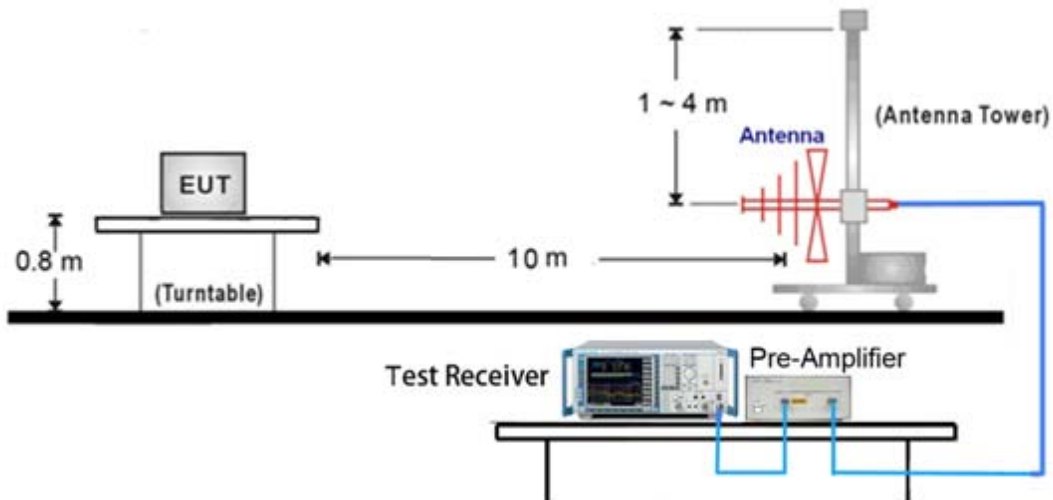 1 ~ 4 m
(Antenna Tower)
Antenna
EUT
0.8 m
10 m
(Turntable)
Pre-Amplifier
Test Receiver